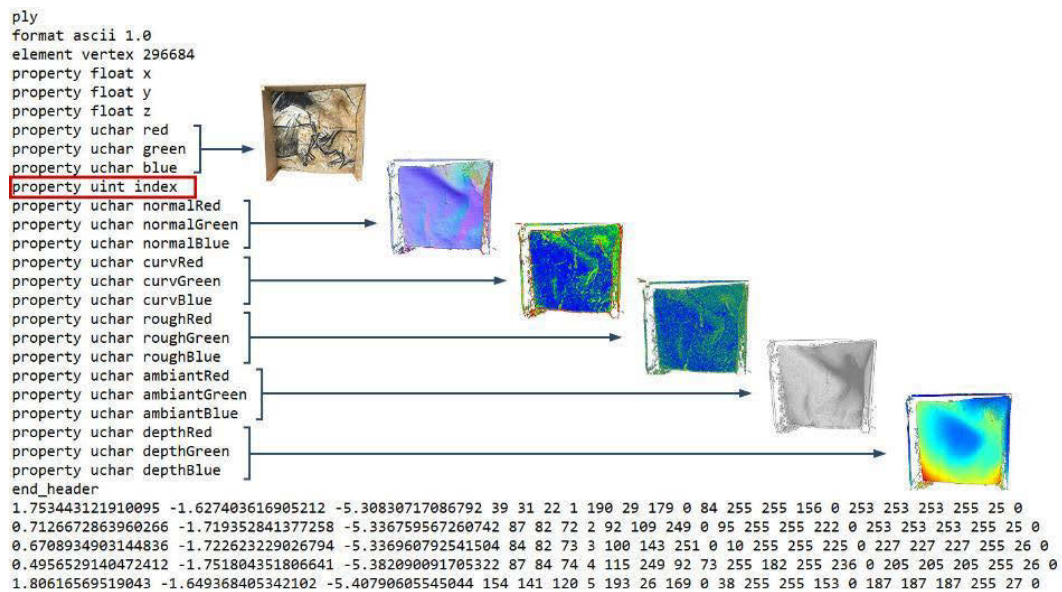 ply
format ascii 1.0
element vertex 296684
property float x
property float y
property float z
property uchar red
property uchar green
property uchar blue
property uint index
property uchar normalRed
property uchar normalGreen
property uchar normalBlue
property uchar curvRed
property uchar curvGreen
property uchar curvBlue
property uchar roughRed
property uchar roughGreen
property uchar roughBlue
property uchar ambiantRed
property uchar ambiantGreen
property uchar ambiantBlue
property uchar depthRed
property uchar depthGreen
property uchar depthBlue
end_header
1.753443121910095 -1.627403616905212 -5.30830717086792 39 31 22 1 190 29 179 0 84 255 255 156 0 253 253 253 255 25 0
0.7126672863960266 -1.719352841377258 -5.336759567260742 87 82 72 2 92 109 249 0 95 255 255 222 0 253 253 253 255 25 0
0.6708934903144836 -1.722623229026794 -5.336960792541504 84 82 73 3 100 143 251 0 10 255 255 225 0 227 227 227 255 26 0
0.4956529140472412 -1.751804351806641 -5.382090091705322 87 84 74 4 115 249 92 73 255 182 255 236 0 205 205 205 255 26 0
1.80616569519043 -1.649368405342102 -5.407906055450044 154 141 120 5 193 26 169 0 38 255 255 153 0 187 187 187 255 27 0